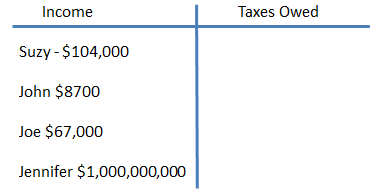 Income Taxes Owed
Suzy - $104,000
John $8700
Joe $67,000
Jennifer $1,000,000,000